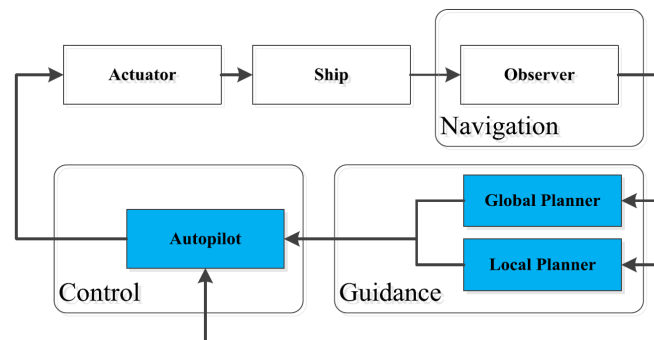 Actuator
Ship
Observer
Navigation
Global Planner
Autopilot
Local Planner
Control
Guidance